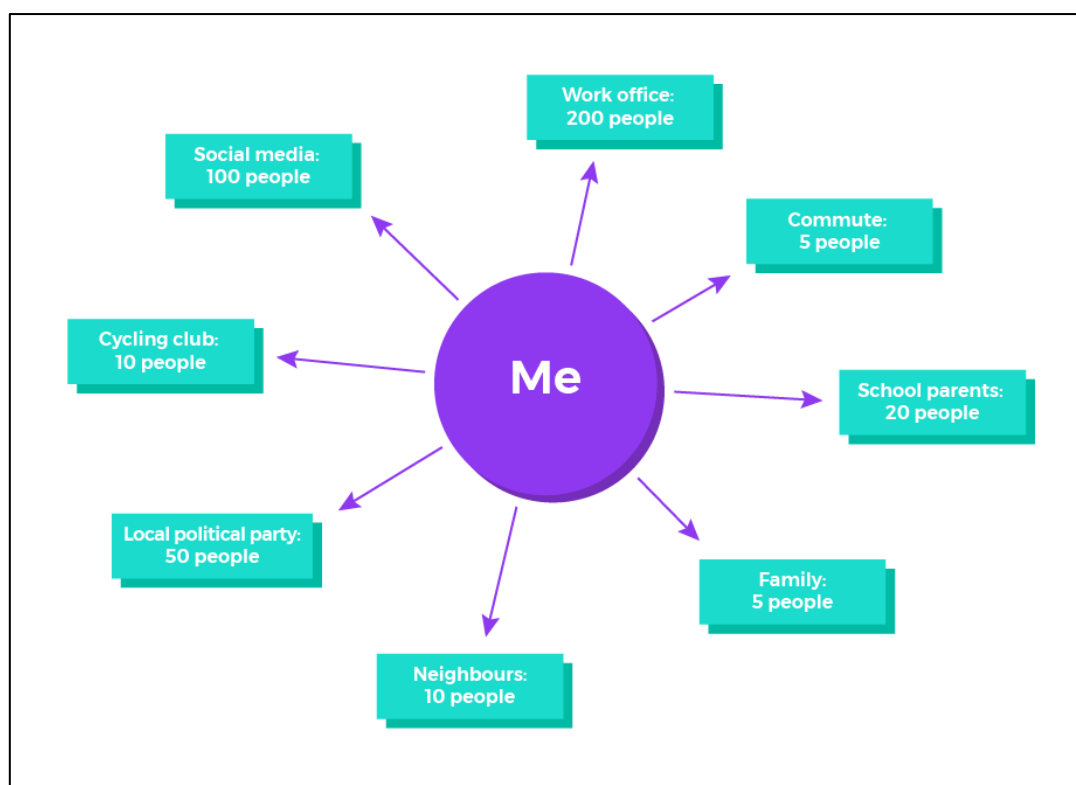 Work office:
200 people
Social media:
100 people
Commute:
5 people
Cycling club:
10 people
Me
School parents:
20 people
Local political party:
50 people
Family:
5 people
Neighbours:
10 people